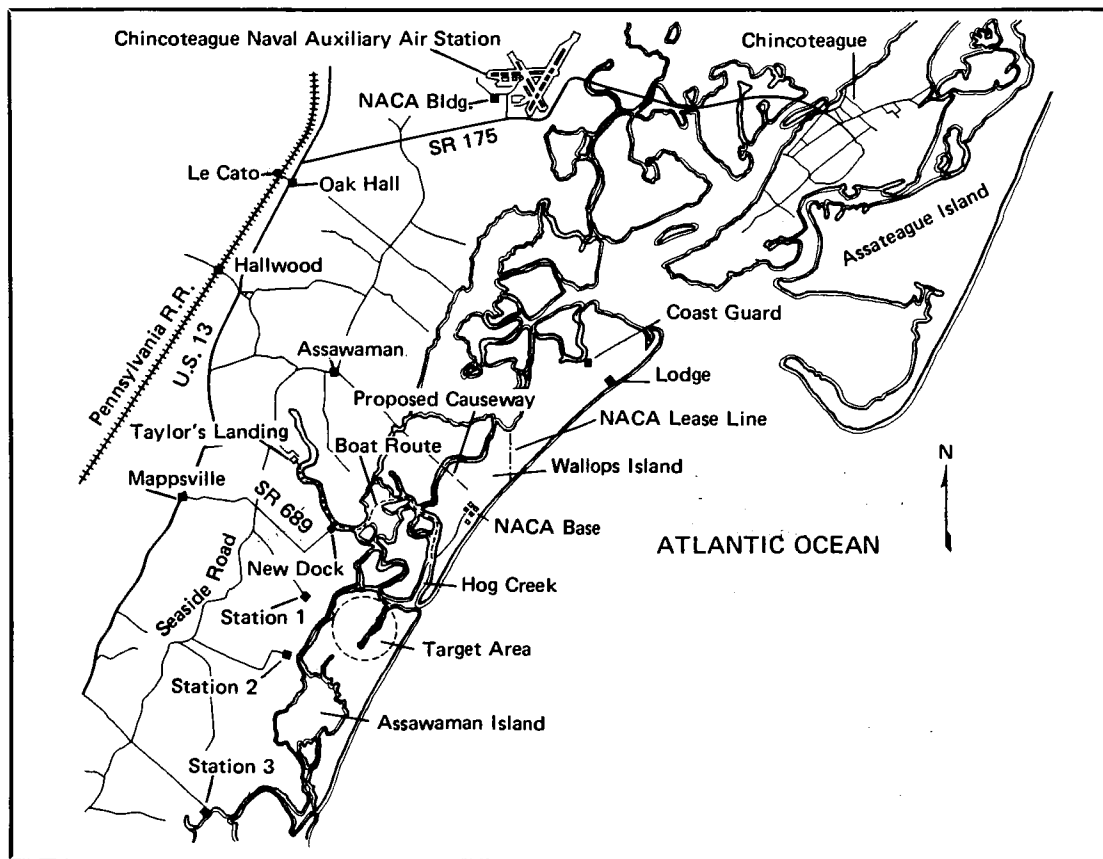 Chincoteague Naval Auxiliary Air Station
Chincoteague
NACA Bldg.
SR 175
Le Cato
Oak Hall
Assateague Island
Hallwood
Pennsylvania R.R.
U.S. 13
Coast Guard
Assawaman
Lodge
Proposed Causeway
NACA Lease Line
Taylor's Landing
Boat Route
Wallops Island
Mappsville
SR 689
NACA Base
N
ATLANTIC OCEAN
New Dock
Hog Creek
Seaside Road
Station 1
Target Area
Station 2
Assawaman Island
Station 3